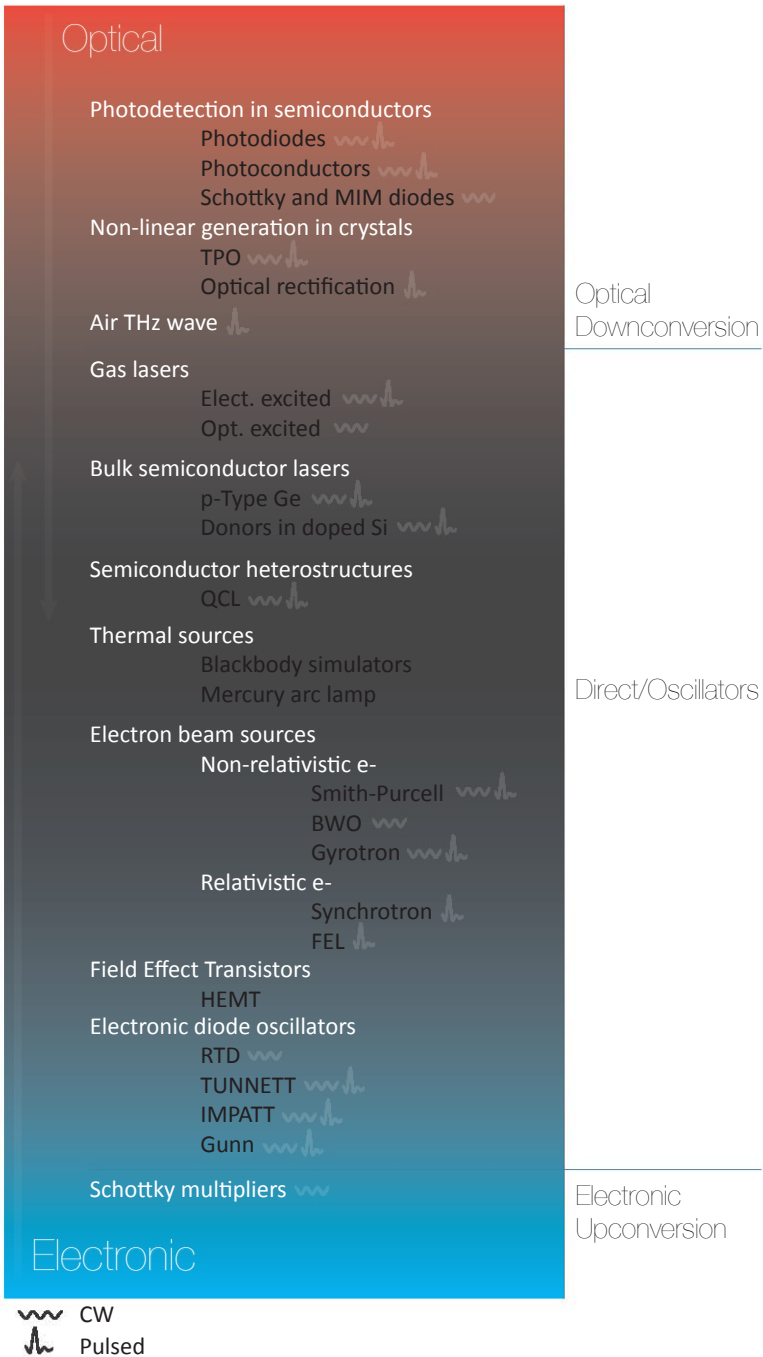 Optical
Photodetection in semiconductors
Photodiodes
Photoconductors
Schottky and MIM diodes
Non-linear generation in crystals
TPO
Optical rectification
Air THz wave
Optical
Downconversion
Gas lasers
Elect. excited
Opt. excited
Bulk semiconductor lasers
p-Type Ge
Donors in doped Si
Semiconductor heterostructures
QCL
Thermal sources
Blackbody simulators
Mercury arc lamp
Direct/Oscillators
Electron beam sources
Non-relativistic e-
Smith-Purcell
BWO
Gyrotron
Relativistic e-
Synchrotron
FEL
Field Effect Transistors
HEMT
Electronic diode oscillators
RTD
TUNNETT
IMPATT
Gunn
Schottky multipliers
Electronic
Upconversion
Electronic
CW
Pulsed